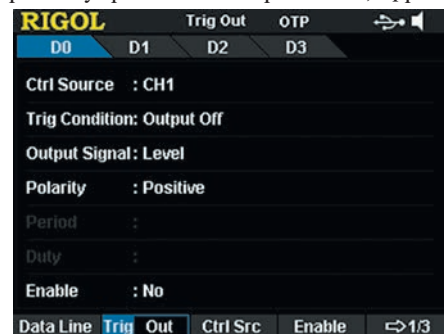 RIGOL Trig Out OTP
D0 D1 D2 D3
Ctrl Source : CH1
Trig Condition: Output Off
Output Signal: Level
Polarity : Positive
Period :
Duty :
Enable : No
Data Line Trig Out Ctrl Src Enable ⇨1/3